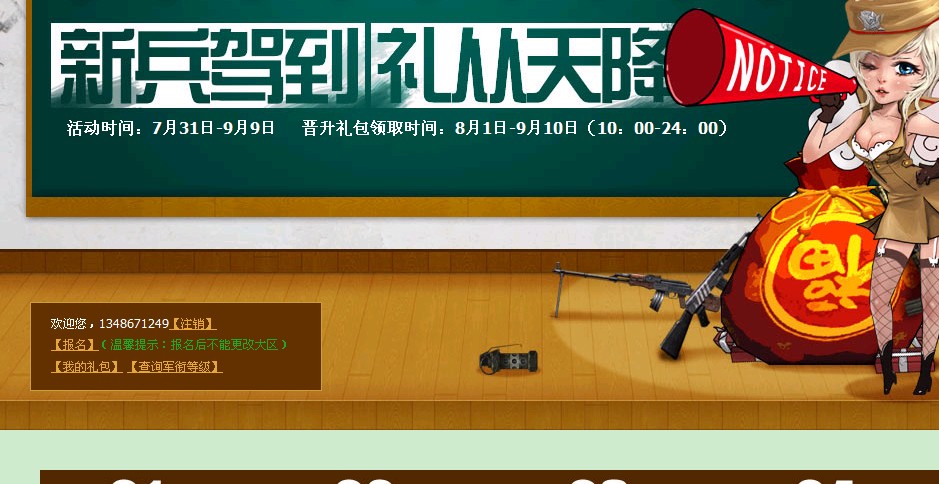 新兵驾到 礼从天降
NOTICE
活动时间：7月31日-9月9日 晋升礼包领取时间：8月1日-9月10日（10：00-24：00）
福
欢迎您，1348671249【注销】
【报名】（温馨提示：报名后不能更改大区）
【我的礼包】 【查询军衔等级】